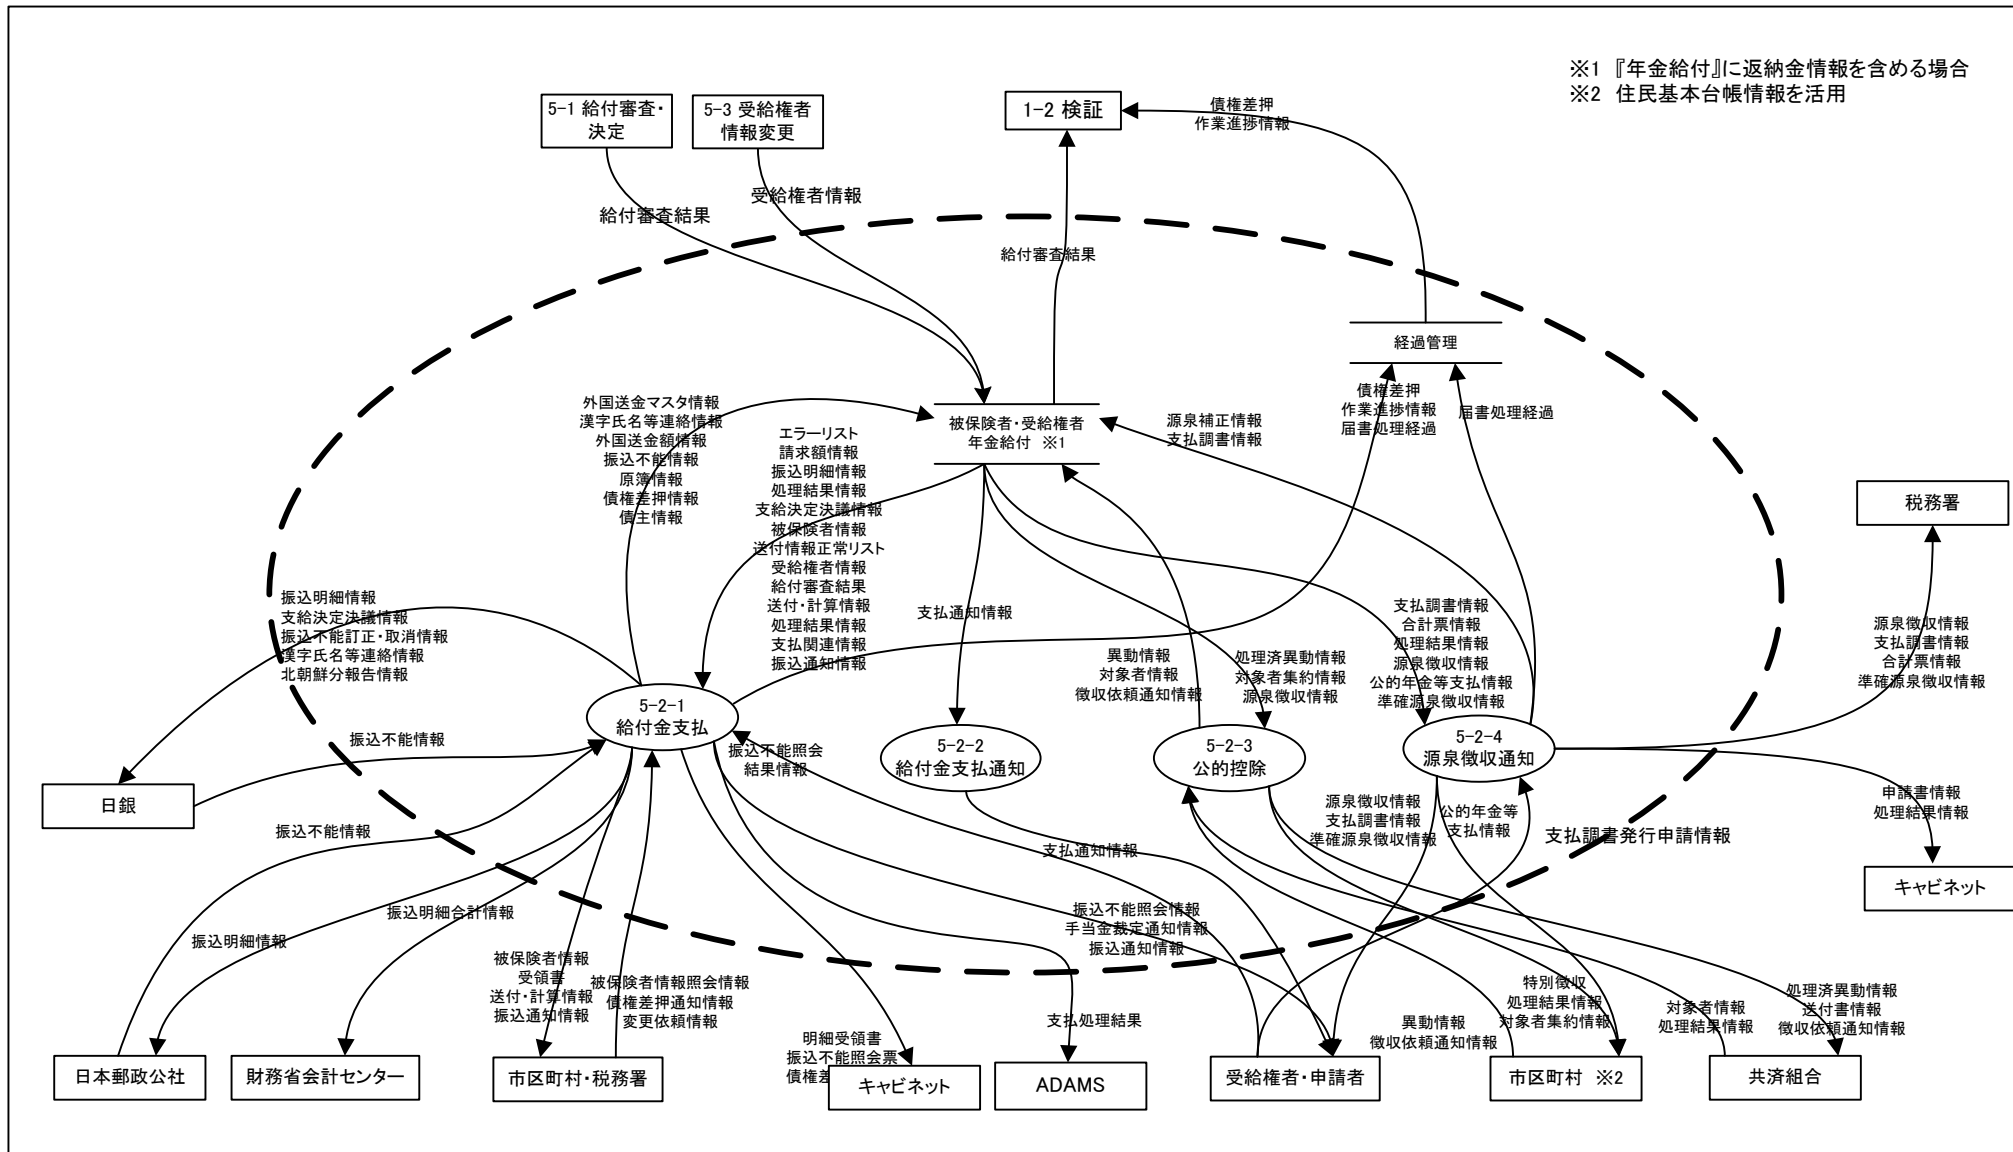 ※1 『年金給付』に返納金情報を含める場合
※2 住民基本台帳情報を活用
5-1 給付審査・
決定
5-3 受給権者
情報変更
1-2 検証
債権差押
作業進捗情報
受給権者情報
給付審査結果
給付審査結果
経過管理
外国送金マスタ情報
漢字氏名等連絡情報
外国送金額情報
振込不能情報
原簿情報
債権差押情報
債主情報
エラーリスト
請求額情報
振込明細情報
処理結果情報
支給決定決議情報
被保険者情報
送付情報正常リスト
受給権者情報
給付審査結果
送付・計算情報
処理結果情報
支払関連情報
振込通知情報
被保険者・受給権者
年金給付 ※1
源泉補正情報
支払調書情報
債権差押
作業進捗情報
届書処理経過
届書処理経過
税務署
振込明細情報
支給決定決議情報
振込不能訂正・取消情報
漢字氏名等連絡情報
北朝鮮分報告情報
支払通知情報
異動情報
対象者情報
徴収依頼通知情報
処理済異動情報
対象者集約情報
源泉徴収情報
支払調書情報
合計票情報
処理結果情報
源泉徴収情報
公的年金等支払情報
準確源泉徴収情報
源泉徴収情報
支払調書情報
合計票情報
準確源泉徴収情報
5-2-1
給付金支払
5-2-2
給付金支払通知
5-2-3
公的控除
5-2-4
源泉徴収通知
振込不能情報
振込不能照会
結果情報
日銀
振込不能情報
源泉徴収情報
支払調書情報
準確源泉徴収情報
公的年金等
支払情報
支払調書発行申請情報
申請書情報
処理結果情報
キャビネット
支払通知情報
振込明細合計情報
振込明細情報
振込不能照会情報
手当金裁定通知情報
振込通知情報
被保険者情報
受領書
送付・計算情報
振込通知情報
被保険者情報照会情報
債権差押通知情報
変更依頼情報
明細受領書
振込不能照会票
債権差
支払処理結果
異動情報
徴収依頼通知情報
特別徴収
処理結果情報
対象者集約情報
対象者情報
処理結果情報
処理済異動情報
送付書情報
徴収依頼通知情報
日本郵政公社
財務省会計センター
市区町村・税務署
キャビネット
ADAMS
受給権者・申請者
市区町村 ※2
共済組合